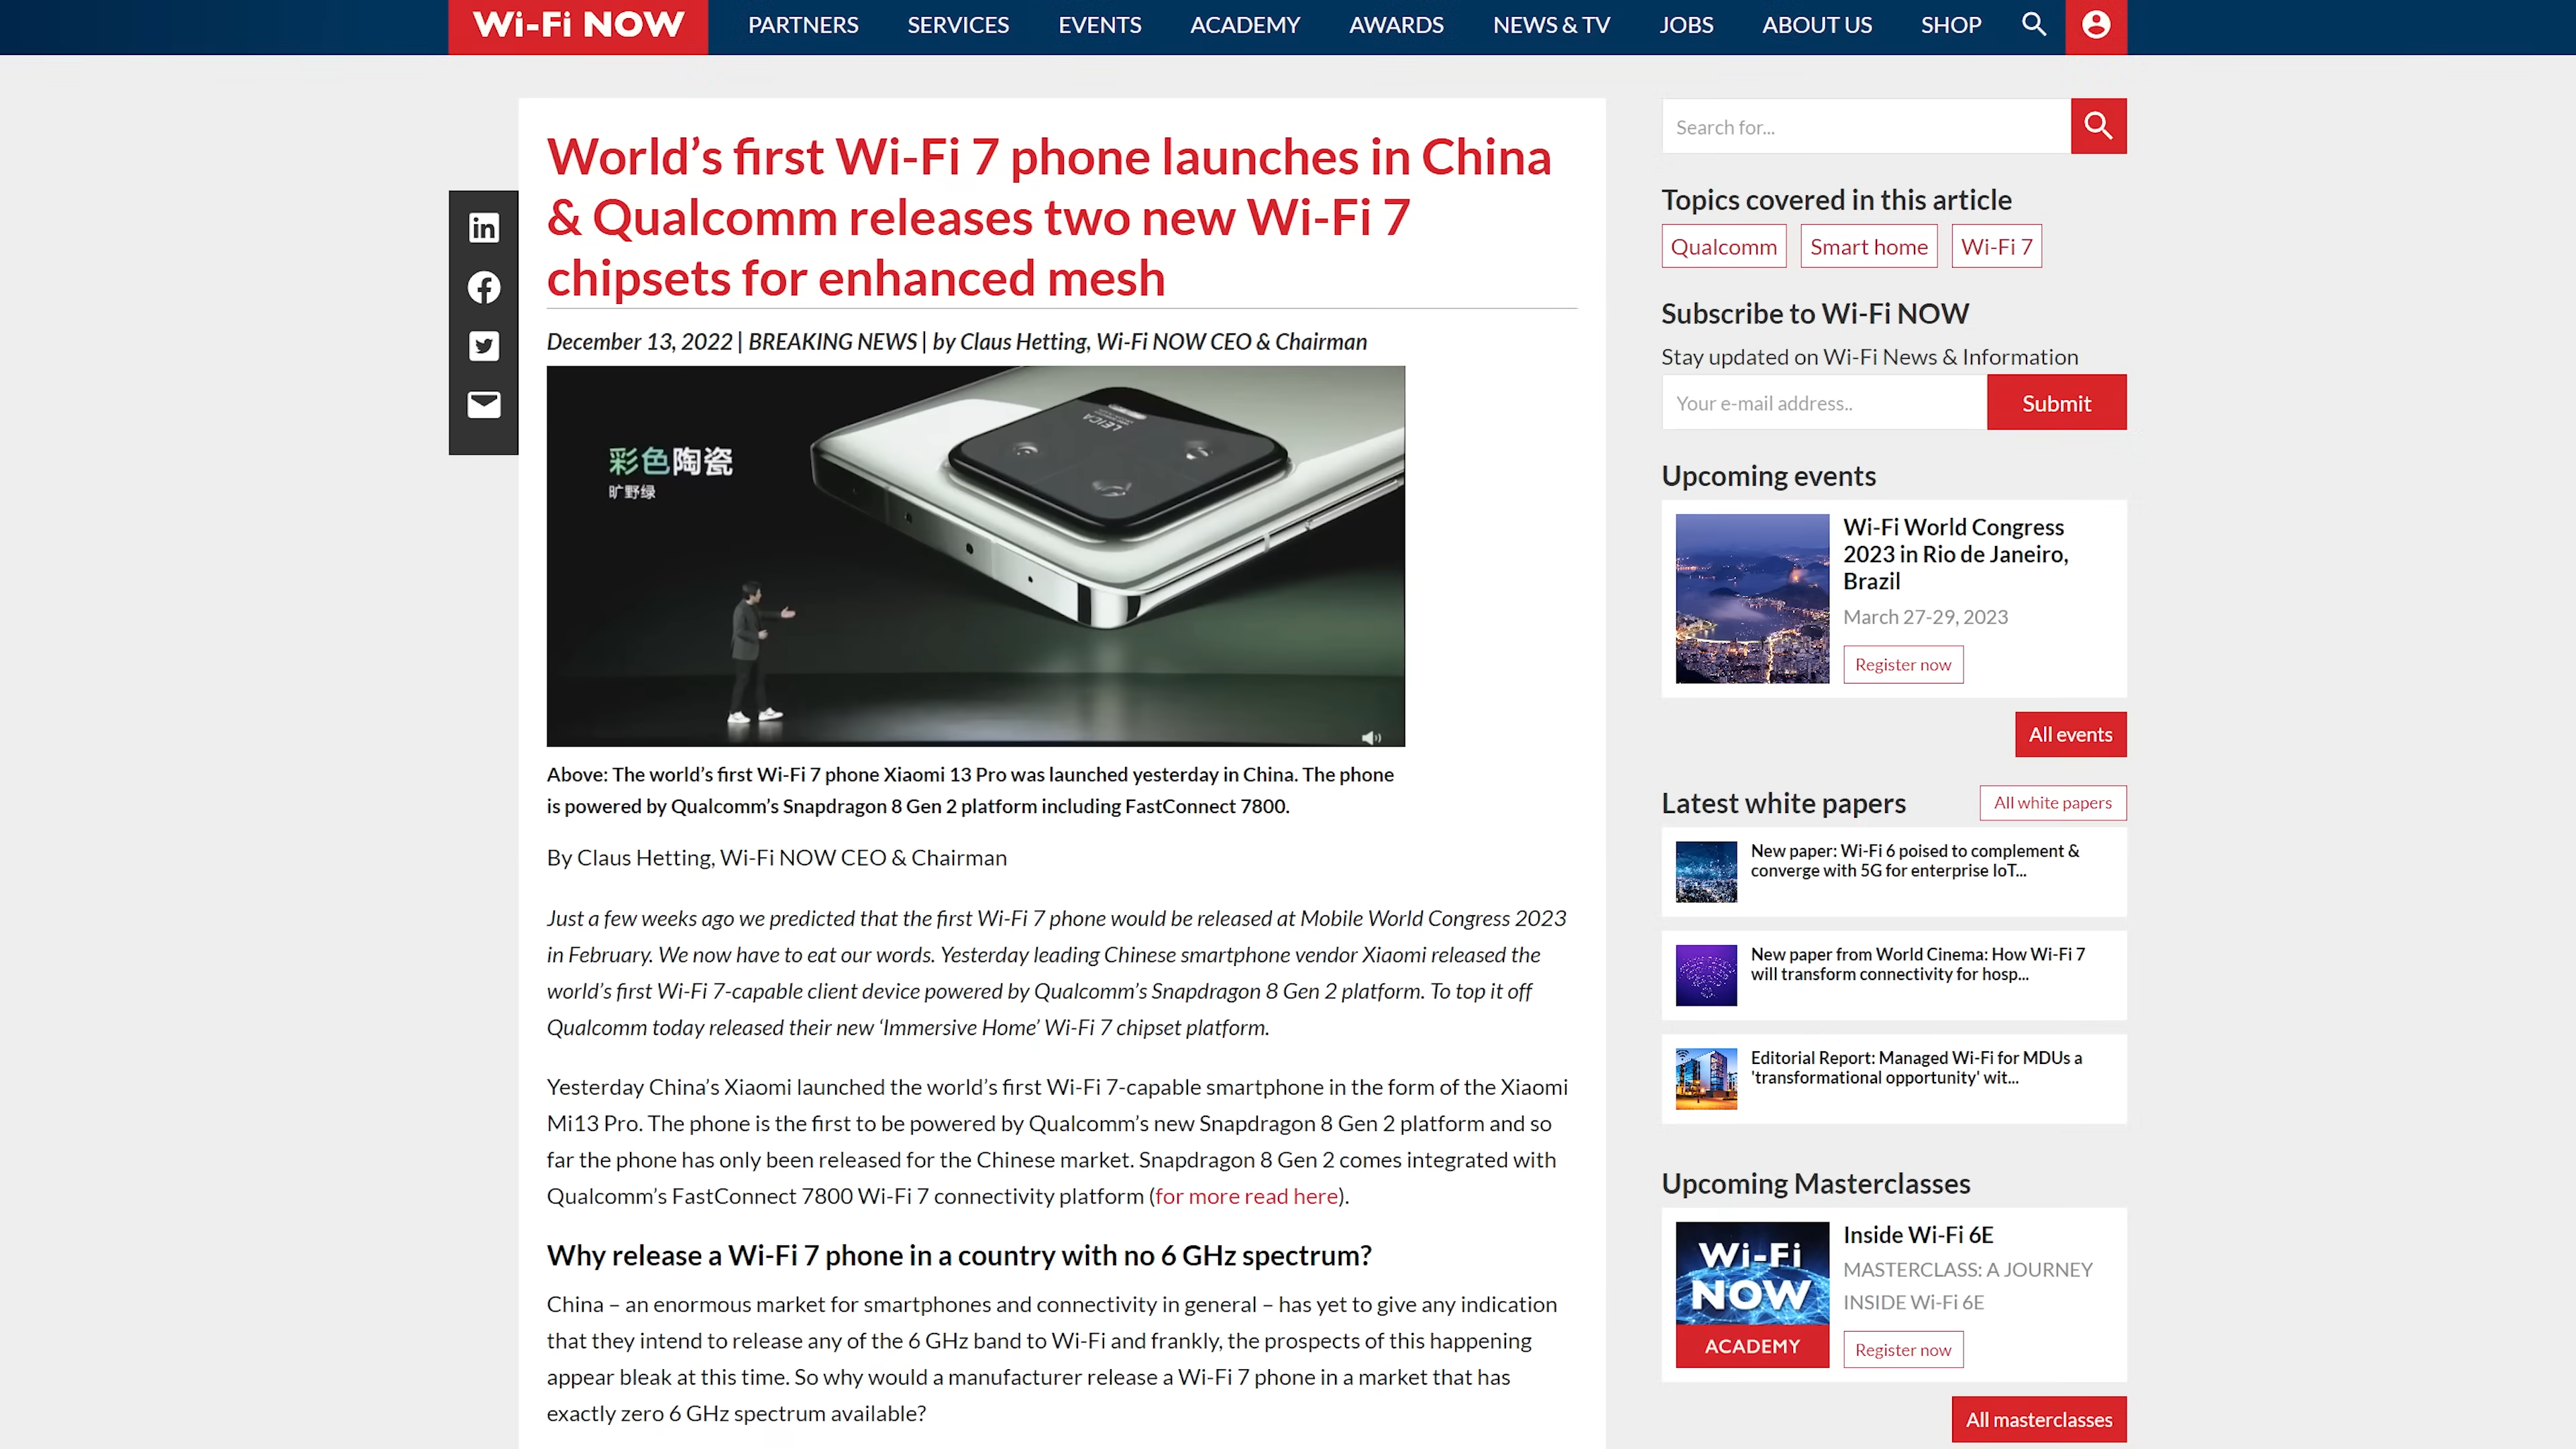 Wi-Fi NOW
PARTNERS
SERVICES
EVENTS
ACADEMY
AWARDS
NEWS & TV
JOBS
ABOUT US
SHOP
World’s first Wi-Fi 7 phone launches in China
& Qualcomm releases two new Wi-Fi 7
chipsets for enhanced mesh
December 13, 2022 | BREAKING NEWS | by Claus Hetting, Wi-Fi NOW CEO & Chairman
彩色陶瓷
旷野绿
LEICA
Above: The world’s first Wi-Fi 7 phone Xiaomi 13 Pro was launched yesterday in China. The phone
is powered by Qualcomm’s Snapdragon 8 Gen 2 platform including FastConnect 7800.
By Claus Hetting, Wi-Fi NOW CEO & Chairman
Just a few weeks ago we predicted that the first Wi-Fi 7 phone would be released at Mobile World Congress 2023
in February. We now have to eat our words. Yesterday leading Chinese smartphone vendor Xiaomi released the
world’s first Wi-Fi 7-capable client device powered by Qualcomm’s Snapdragon 8 Gen 2 platform. To top it off
Qualcomm today released their new ‘Immersive Home’ Wi-Fi 7 chipset platform.
Yesterday China’s Xiaomi launched the world’s first Wi-Fi 7-capable smartphone in the form of the Xiaomi
Mi13 Pro. The phone is the first to be powered by Qualcomm’s new Snapdragon 8 Gen 2 platform and so
far the phone has only been released for the Chinese market. Snapdragon 8 Gen 2 comes integrated with
Qualcomm’s FastConnect 7800 Wi-Fi 7 connectivity platform (for more read here).
Why release a Wi-Fi 7 phone in a country with no 6 GHz spectrum?
China – an enormous market for smartphones and connectivity in general – has yet to give any indication
that they intend to release any of the 6 GHz band to Wi-Fi and frankly, the prospects of this happening
appear bleak at this time. So why would a manufacturer release a Wi-Fi 7 phone in a market that has
exactly zero 6 GHz spectrum available?
Search for...
Topics covered in this article
Qualcomm
Smart home
Wi-Fi 7
Subscribe to Wi-Fi NOW
Stay updated on Wi-Fi News & Information
Your e-mail address..
Submit
Upcoming events
Wi-Fi World Congress
2023 in Rio de Janeiro,
Brazil
March 27-29, 2023
Register now
All events
Latest white papers
All white papers
New paper: Wi-Fi 6 poised to complement &
converge with 5G for enterprise IoT...
New paper from World Cinema: How Wi-Fi 7
will transform connectivity for hosp...
Editorial Report: Managed Wi-Fi for MDUs a
'transformational opportunity' wit...
Upcoming Masterclasses
Wi-Fi
NOW
ACADEMY
Inside Wi-Fi 6E
MASTERCLASS: A JOURNEY
INSIDE Wi-Fi 6E
Register now
All masterclasses